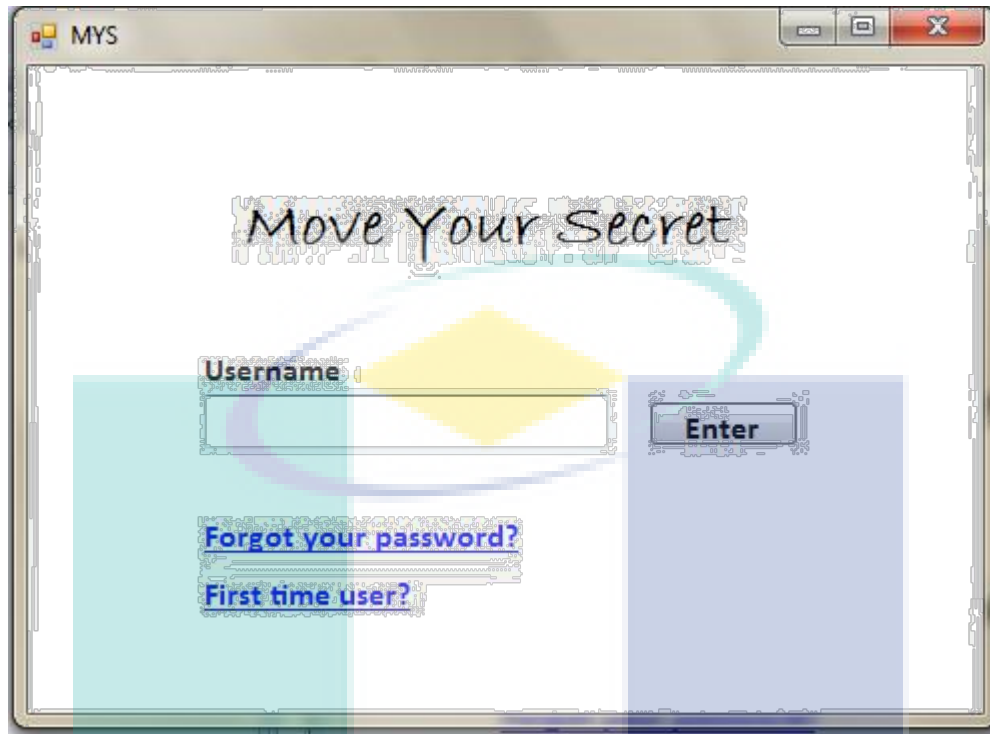 MYS
Move Your Secret
Username
Enter
Forgot your password?
First time user?